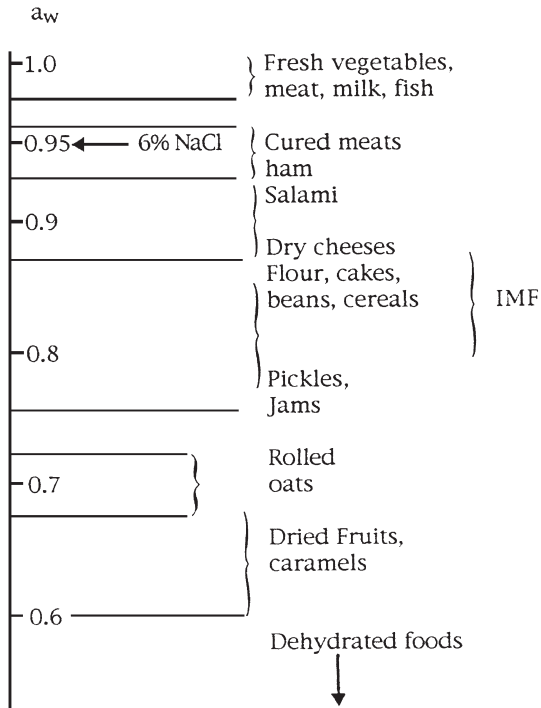 aw
1.0
Fresh vegetables,
meat, milk, fish
0.95
6% NaCl
Cured meats
ham
Salami
0.9
Dry cheeses
Flour, cakes,
beans, cereals
IMF
0.8
Pickles,
Jams
Rolled
oats
0.7
Dried Fruits,
caramels
0.6
Dehydrated foods